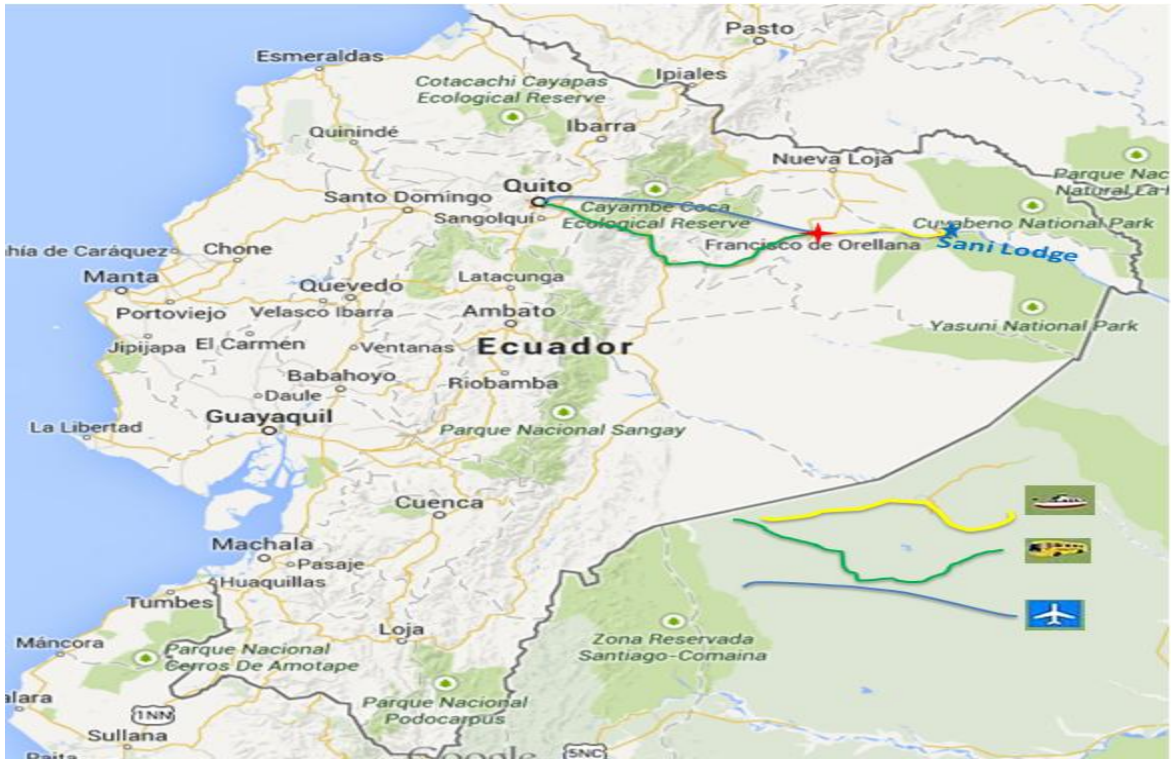 Pasto
Esmeraldas
Ipiales
Cotacachi Cayapas
Ecological Reserve
Ibarra
Quinindé
Nueva Loja
Parque Nac
Natural La
Quito
Santo Domingo
Sangolquí
Cayambe Coca
Ecological Reserve
Cuyabeno National Park
Francisco de Orellana
Sani Lodge
hía de Caráquez
Chone
Manta
Latacunga
Quevedo
Portoviejo
Velasco Ibarra
Ambato
Yasuni National Park
Jipijapa
El Carmen
Ventanas
Ecuador
Babahoyo
Riobamba
Daule
Guayaquil
La Libertad
Parque Nacional Sangay
Cuenca
Machala
Pasaje
Huaquillas
Tumbes
Loja
Máncora
Parque Nacional
Cerros De Amotape
Zona Reservada
Santiago-Comaina
alara
1NN
Parque Nacional
Podocarpus
Sullana
Paita
Google
5NC